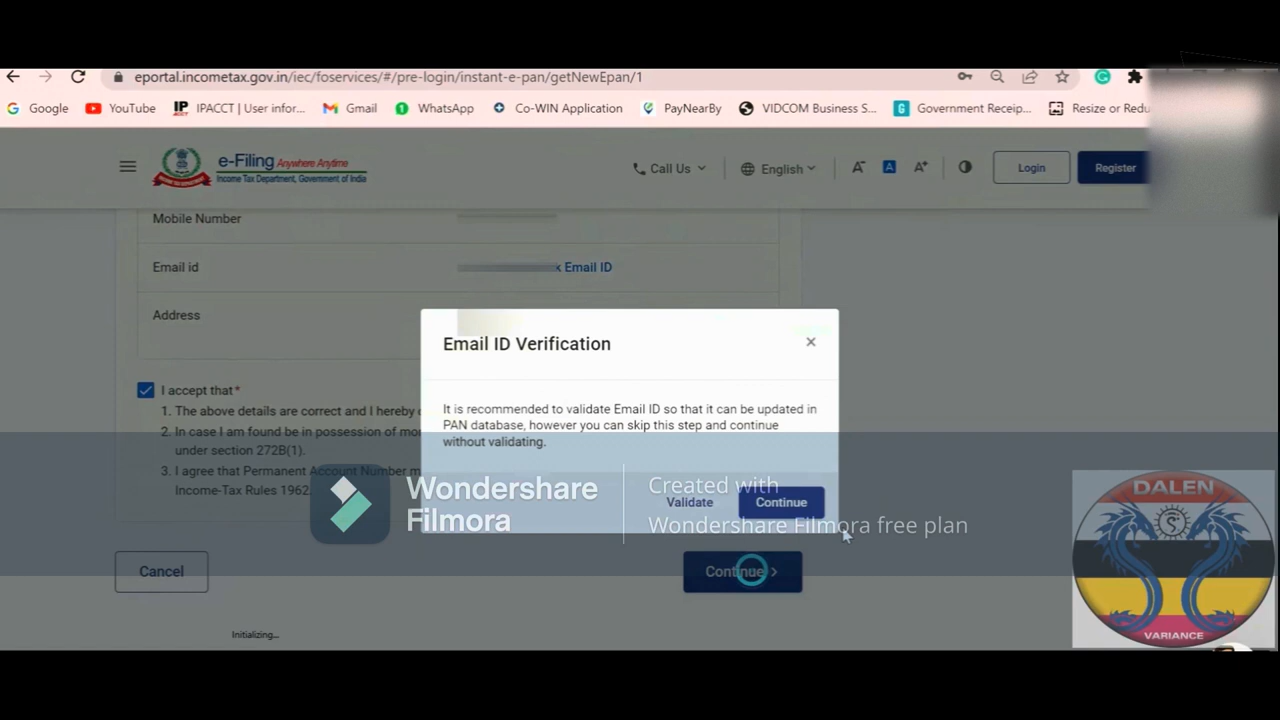 eportal.incometax.gov.in/iec/foservices/#/pre-login/instant-e-pan/getNewEpan/1
Google YouTube IPACCT | User infor... Gmail WhatsApp Co-WIN Application PayNearBy VIDCOM Business S... Government Receip... Resize or Redu
e-Filing Anywhere Anytime
Income Tax Department, Government of India
Call Us English A- A A+ Login Register
Mobile Number
Email id
k Email ID
Address
Email ID Verification
It is recommended to validate Email ID so that it can be updated in
PAN database, however you can skip this step and continue
without validating.
Validate Continue
I accept that*
1. The above details are correct and I hereby
2. In case I am found be in possession of mo
under section 272B(1).
3. I agree that Permanent Account Number m
Income-Tax Rules 1962.
Wondershare
Filmora
Created with
Wondershare Filmora free plan
Cancel Continue >
Initializing...
DALEN
VARIANCE